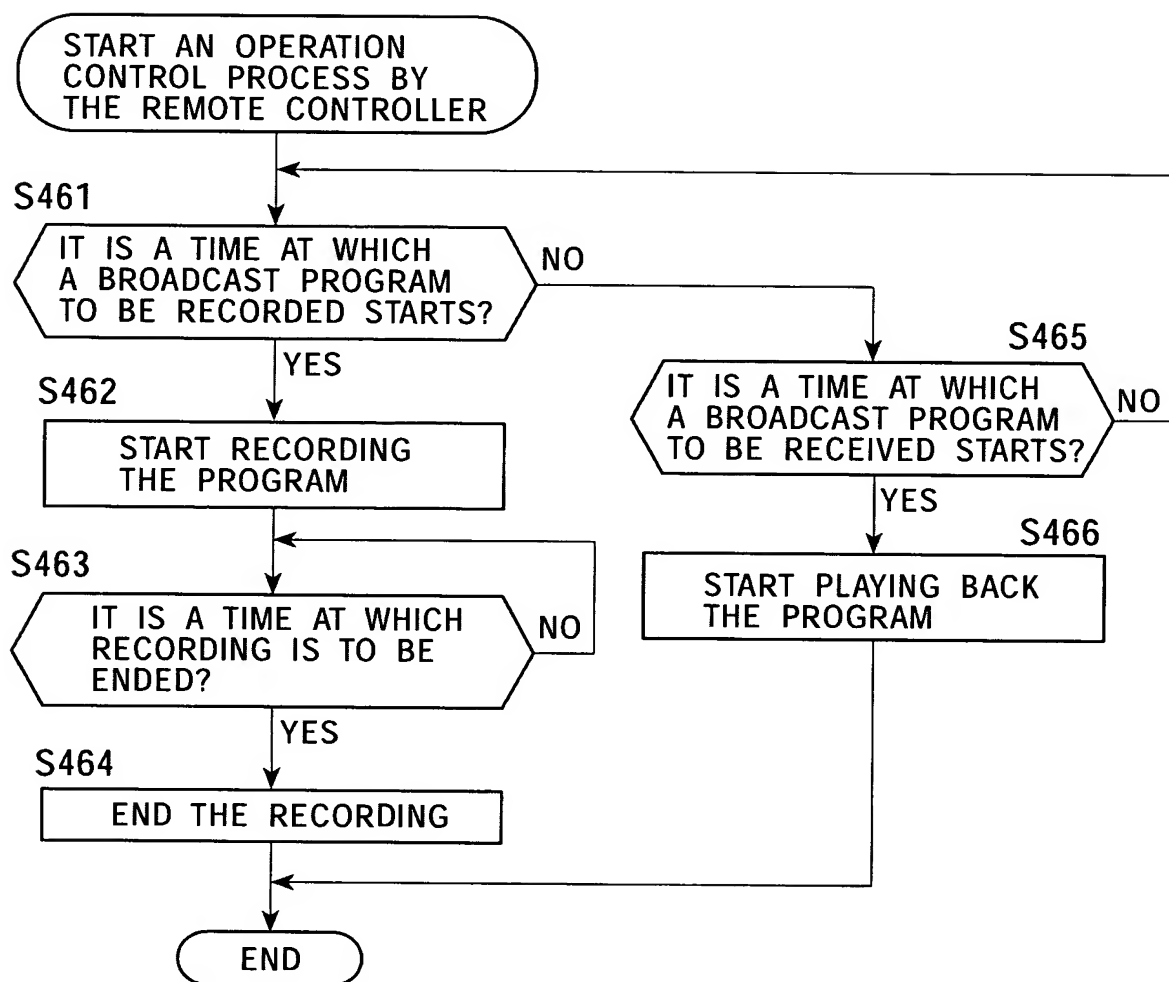 START AN OPERATION
CONTROL PROCESS BY
THE REMOTE CONTROLLER
S461
IT IS A TIME AT WHICH
A BROADCAST PROGRAM
TO BE RECORDED STARTS?
NO
YES
S462
START RECORDING
THE PROGRAM
S463
IT IS A TIME AT WHICH
RECORDING IS TO BE
ENDED?
NO
YES
S464
END THE RECORDING
S465
IT IS A TIME AT WHICH
A BROADCAST PROGRAM
TO BE RECEIVED STARTS?
NO
YES
S466
START PLAYING BACK
THE PROGRAM
END